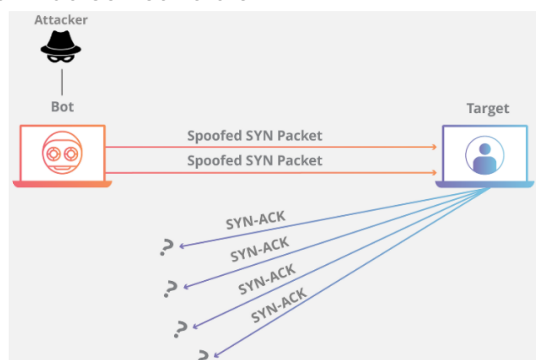 Attacker
Bot
Target
Spoofed SYN Packet
Spoofed SYN Packet
SYN-ACK
?
SYN-ACK
?
SYN-ACK
?
SYN-ACK
?